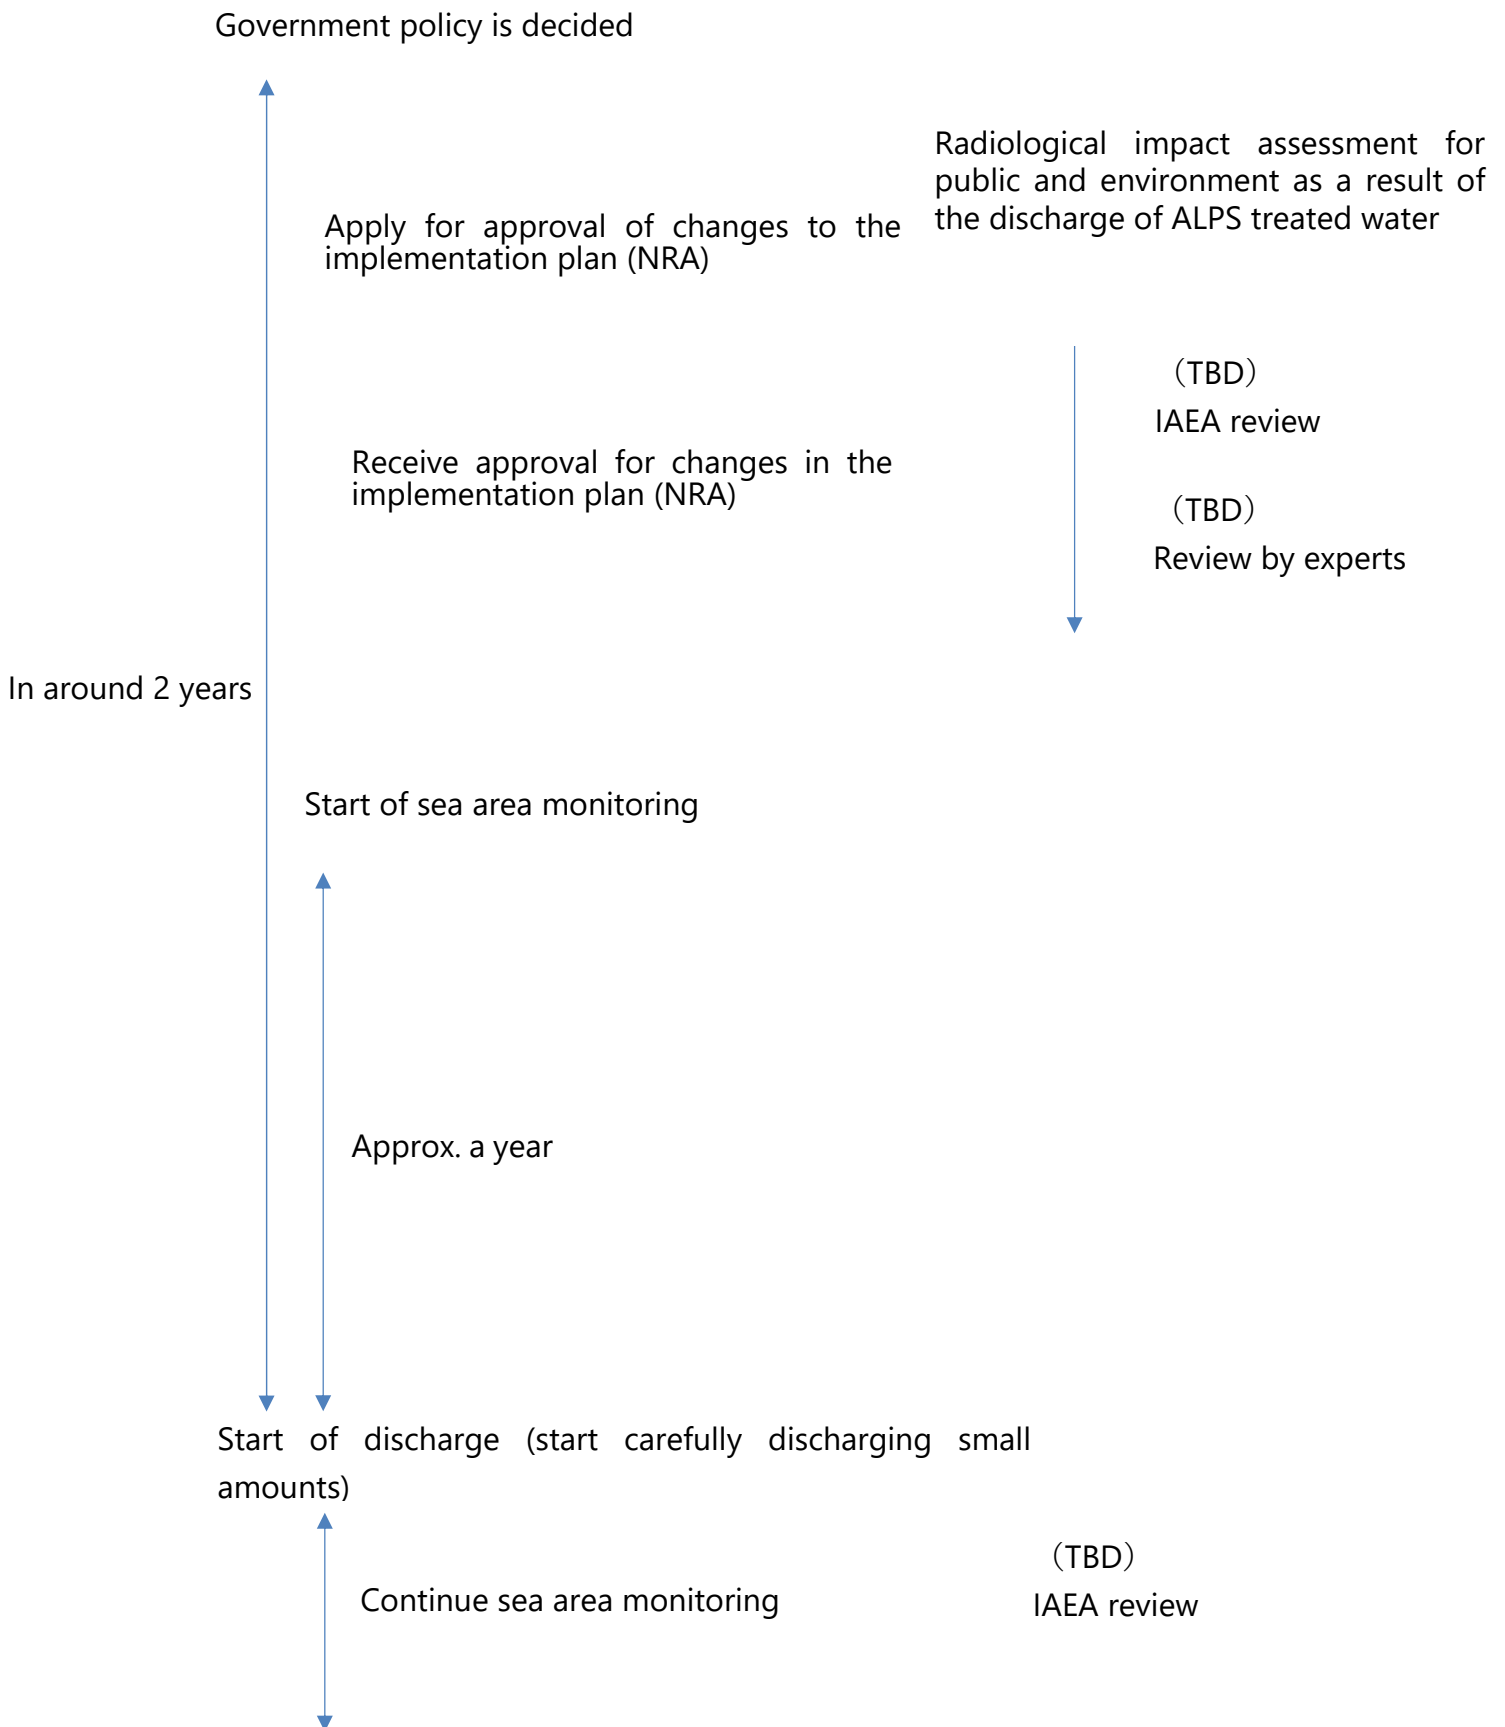 Government policy is decided
Radiological impact assessment for
public and environment as a result of
the discharge of ALPS treated water
Apply for approval of changes to the
implementation plan (NRA)
（TBD）
IAEA review
Receive approval for changes in the
implementation plan (NRA)
（TBD）
Review by experts
In around 2 years
Start of sea area monitoring
Approx. a year
Start of discharge (start carefully discharging small
amounts)
（TBD）
IAEA review
Continue sea area monitoring